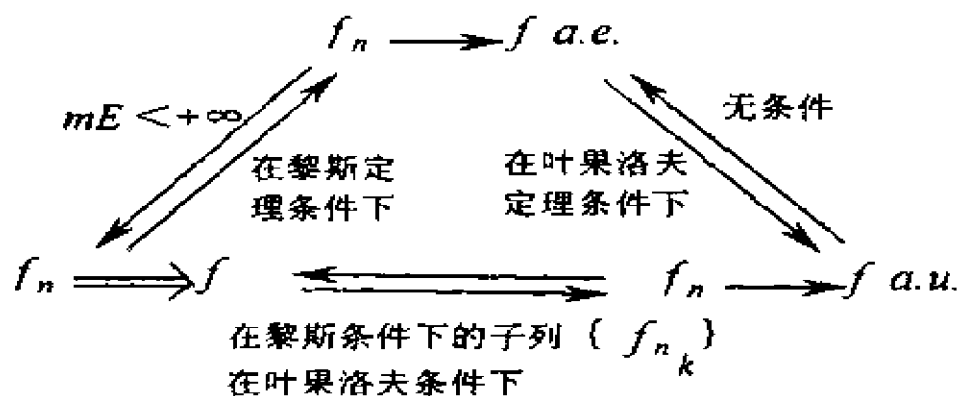 f_n → f a.e.
mE < +∞
无条件
在黎斯定
理条件下
在叶果洛夫
定理条件下
f_n ⇒ f
f_n → f a.u.
在黎斯条件下的子列 { f_{n_k} }
在叶果洛夫条件下